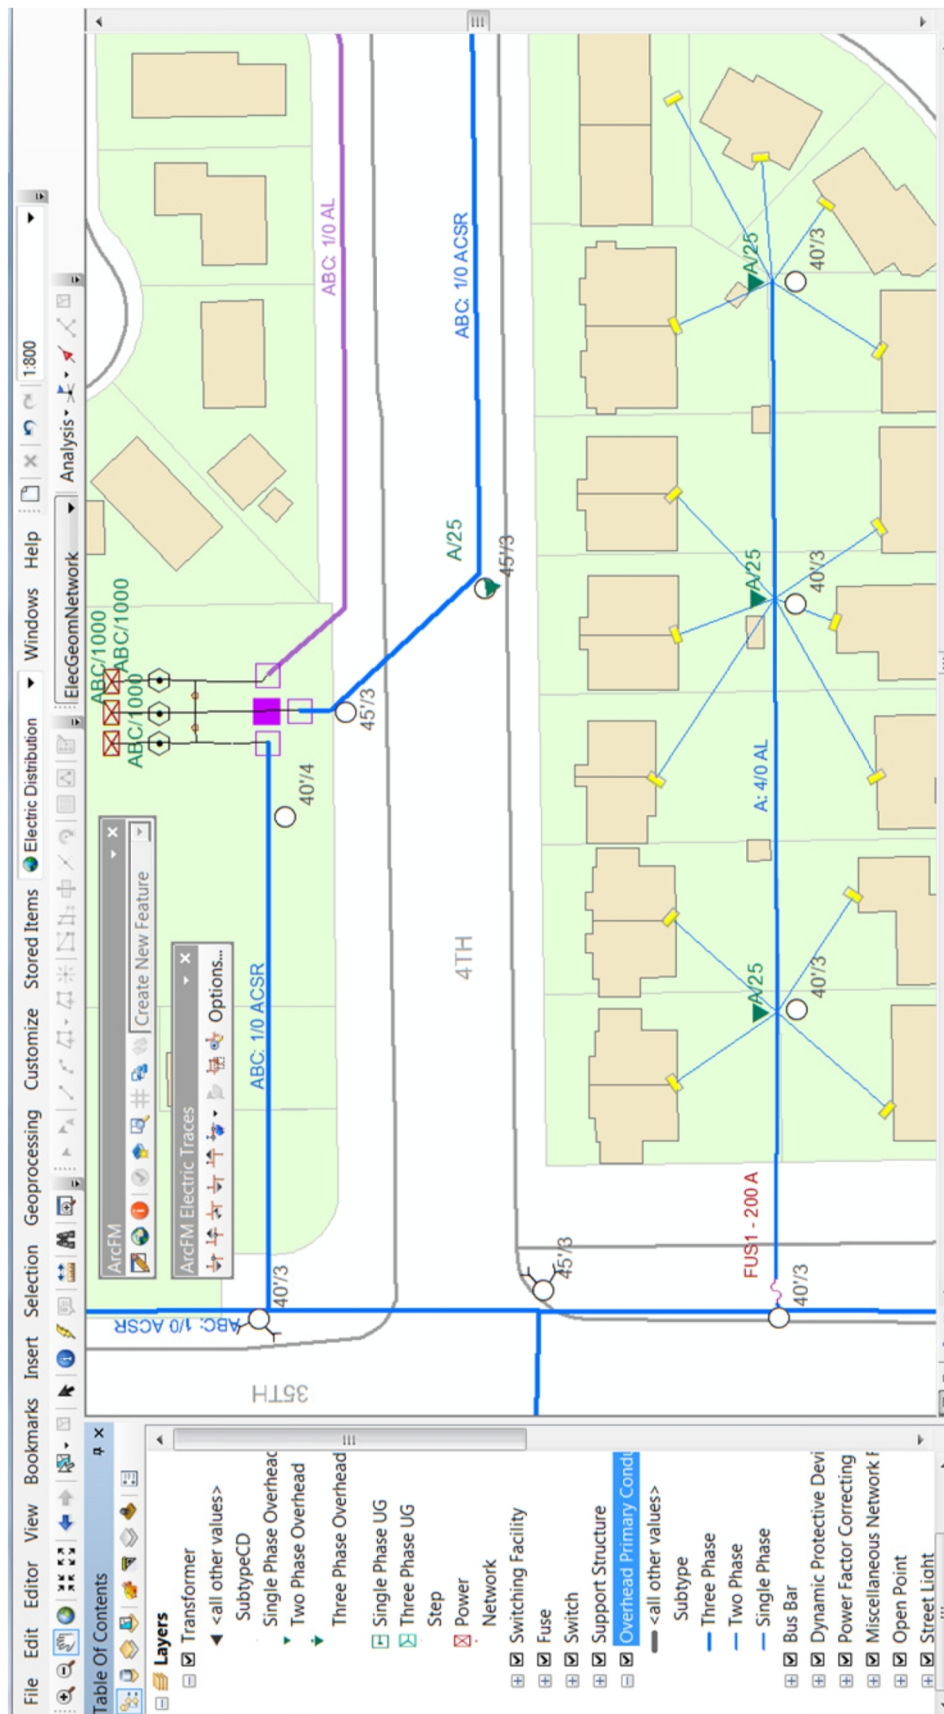 File Edit View Bookmarks Insert Selection Geoprocessing Customize Stored Items Electric Distribution Windows Help
1:800
ElecGeomNetwork
Analysis
Table Of Contents
Layers
Transformer
<all other values>
SubtypeCD
Single Phase Overhead
Two Phase Overhead
Three Phase Overhead
Single Phase UG
Three Phase UG
Step
Power
Network
Switching Facility
Fuse
Switch
Support Structure
Overhead Primary Condu
<all other values>
Subtype
Three Phase
Two Phase
Single Phase
Bus Bar
Dynamic Protective Devi
Power Factor Correcting
Miscellaneous Network F
Open Point
Street Light
ArcFM
Create New Feature
ArcFM Electric Traces
Options...
ABC/1000
ABC/1000
ABC/1000
ABC: 1/0 AL
ABC: 1/0 ACSR
A/25
45'/3
45'/3
40'/4
ABC: 1/0 ACSR
40'/3
ABC: 1/0 ACSR
35TH
4TH
45'/3
FUS1 - 200 A
40'/3
A/25
40'/3
A: 4/0 AL
A/25
40'/3
A/25
40'/3